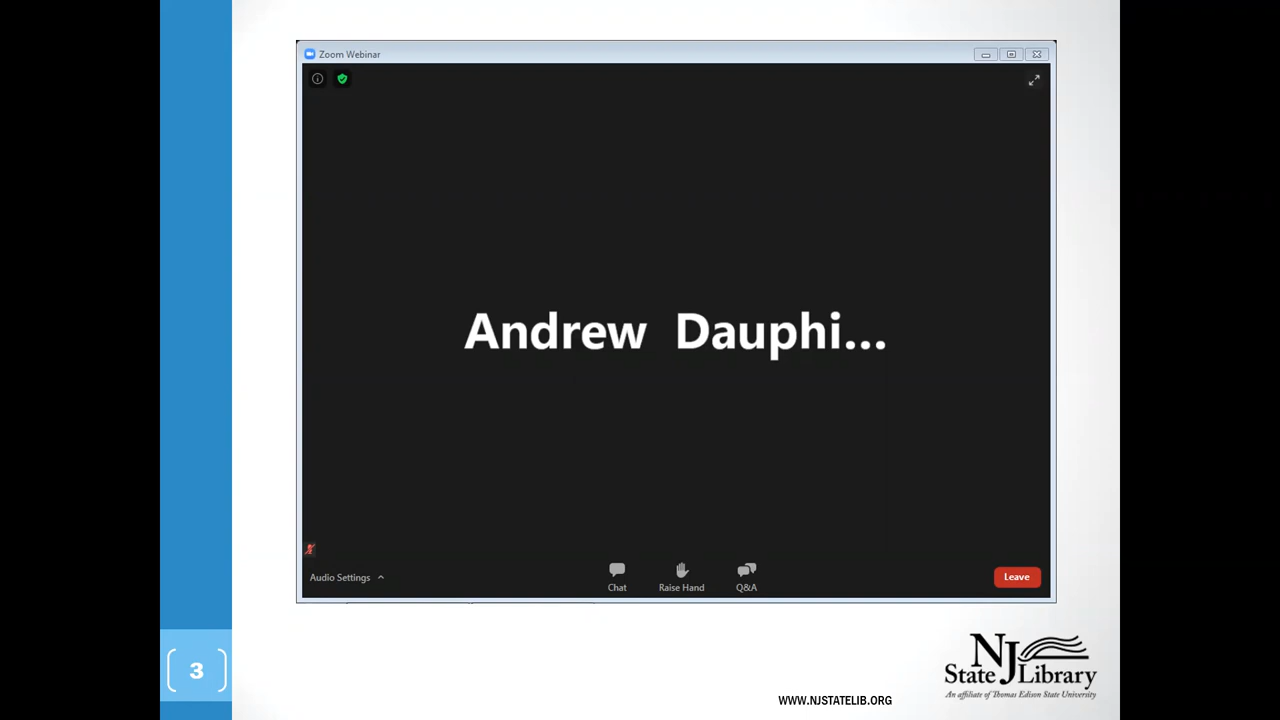 Zoom Webinar
Andrew Dauphi...
Audio Settings
Chat
Raise Hand
Q&A
Leave
3
NJ
State Library
An affiliate of Thomas Edison State University
WWW.NJSTATELIB.ORG